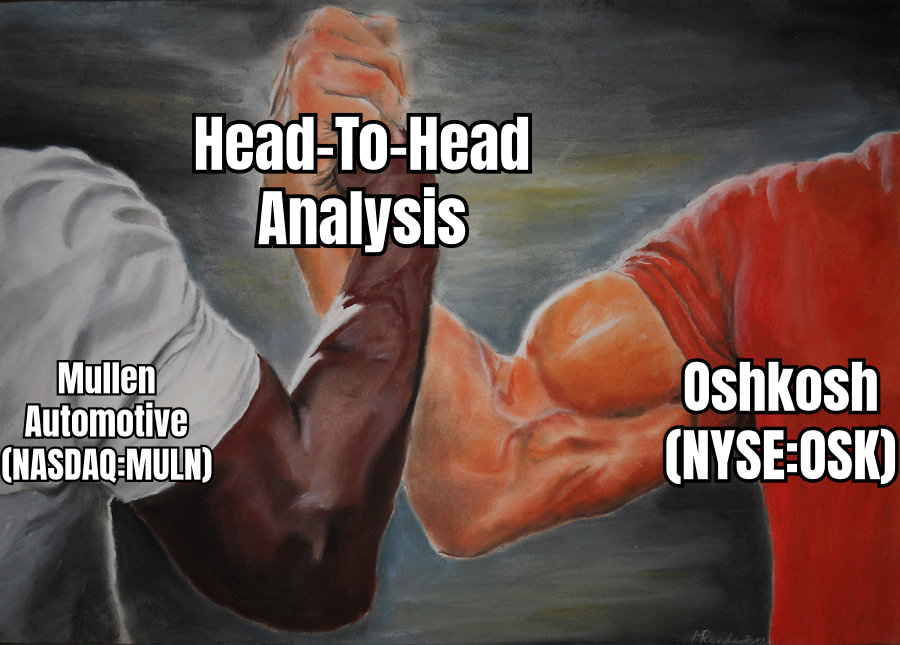 Head-To-Head
Analysis
Mullen
Automotive
(NASDAQ:MULN)
Oshkosh
(NYSE:OSK)